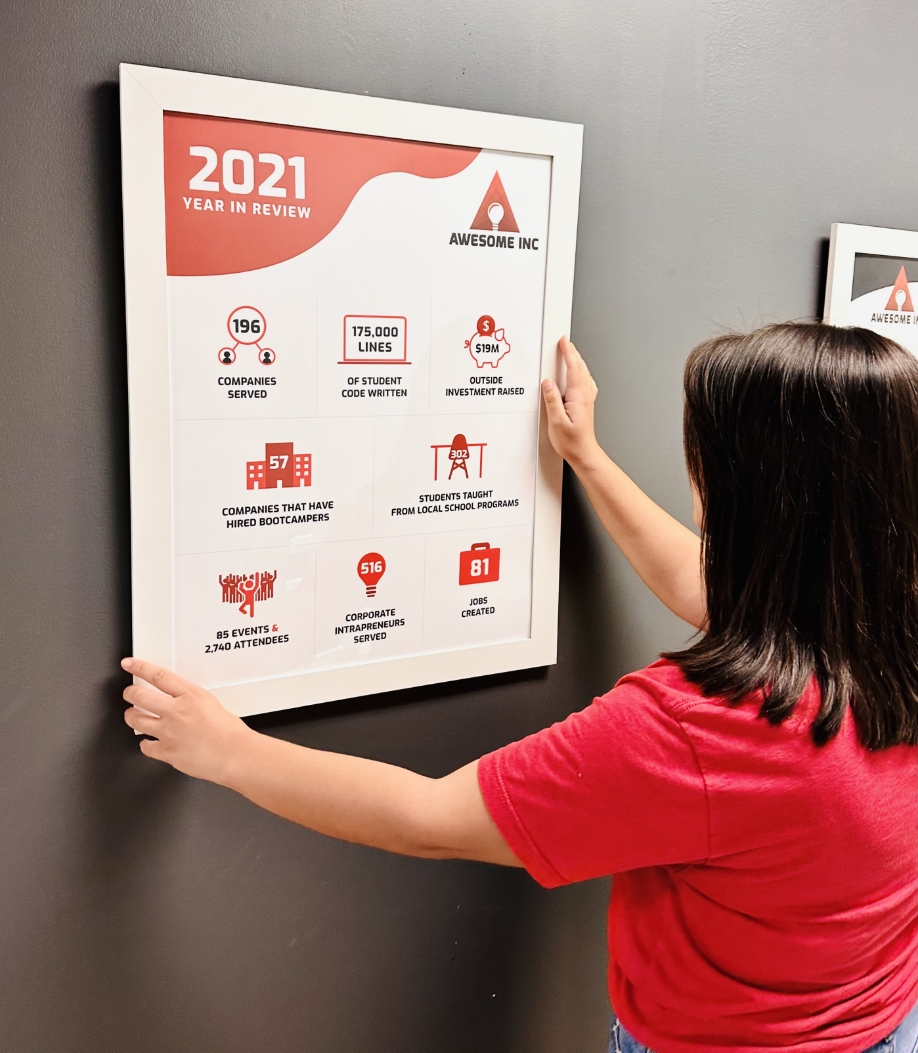 2021
YEAR IN REVIEW
AWESOME INC
196
COMPANIES
SERVED
175,000
LINES
OF STUDENT
CODE WRITTEN
$
$19M
OUTSIDE
INVESTMENT RAISED
57
COMPANIES THAT HAVE
HIRED BOOTCAMPERS
302
STUDENTS TAUGHT
FROM LOCAL SCHOOL PROGRAMS
85 EVENTS &
2,740 ATTENDEES
516
CORPORATE
INTRAPRENEURS
SERVED
81
JOBS
CREATED
AWESOME